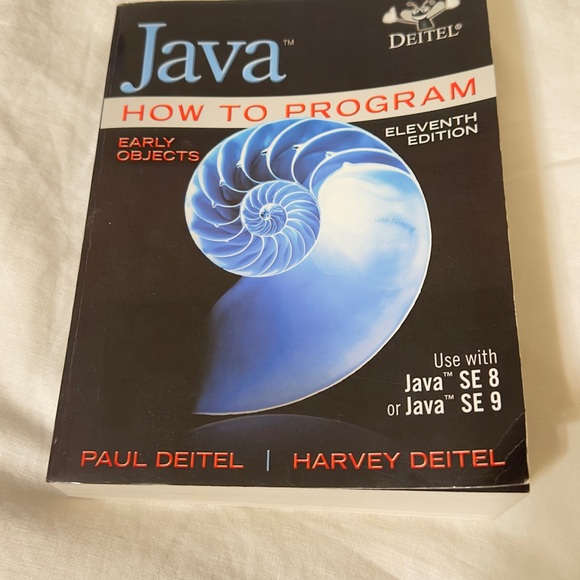 Java™
DEITEL®
HOW TO PROGRAM
EARLY
OBJECTS
ELEVENTH
EDITION
Use with
Java™ SE 8
or Java™ SE 9
PAUL DEITEL | HARVEY DEITEL